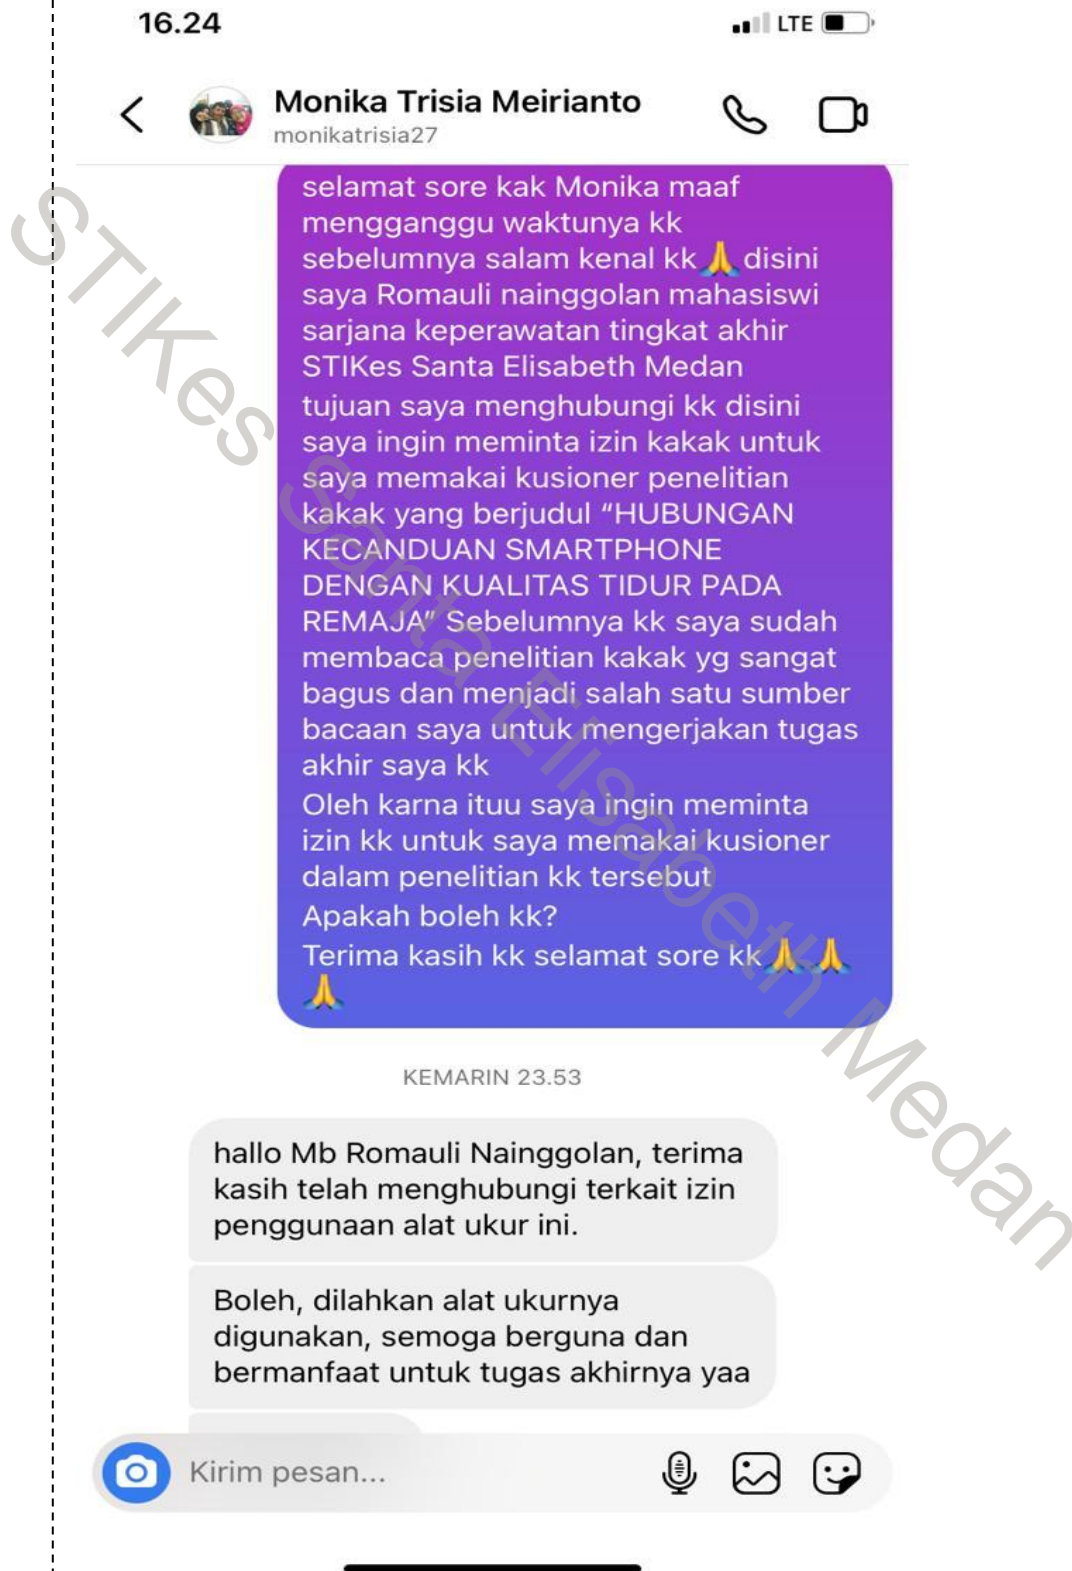 16.24
LTE
Monika Trisia Meirianto
monikatrisia27
selamat sore kak Monika maaf
mengganggu waktunya kk
sebelumnya salam kenal kk🙏disini
saya Romauli nainggolan mahasiswi
sarjana keperawatan tingkat akhir
STIKes Santa Elisabeth Medan
tujuan saya menghubungi kk disini
saya ingin meminta izin kakak untuk
saya memakai kusioner penelitian
kakak yang berjudul “HUBUNGAN
KECANDUAN SMARTPHONE
DENGAN KUALITAS TIDUR PADA
REMAJA” Sebelumnya kk saya sudah
membaca penelitian kakak yg sangat
bagus dan menjadi salah satu sumber
bacaan saya untuk mengerjakan tugas
akhir saya kk
Oleh karna ituu saya ingin meminta
izin kk untuk saya memakai kusioner
dalam penelitian kk tersebut
Apakah boleh kk?
Terima kasih kk selamat sore kk🙏🙏
🙏
KEMARIN 23.53
hallo Mb Romauli Nainggolan, terima
kasih telah menghubungi terkait izin
penggunaan alat ukur ini.
Boleh, dilahkan alat ukurnya
digunakan, semoga berguna dan
bermanfaat untuk tugas akhirnya yaa
Kirim pesan...
STIKes Santa Elisabeth Medan